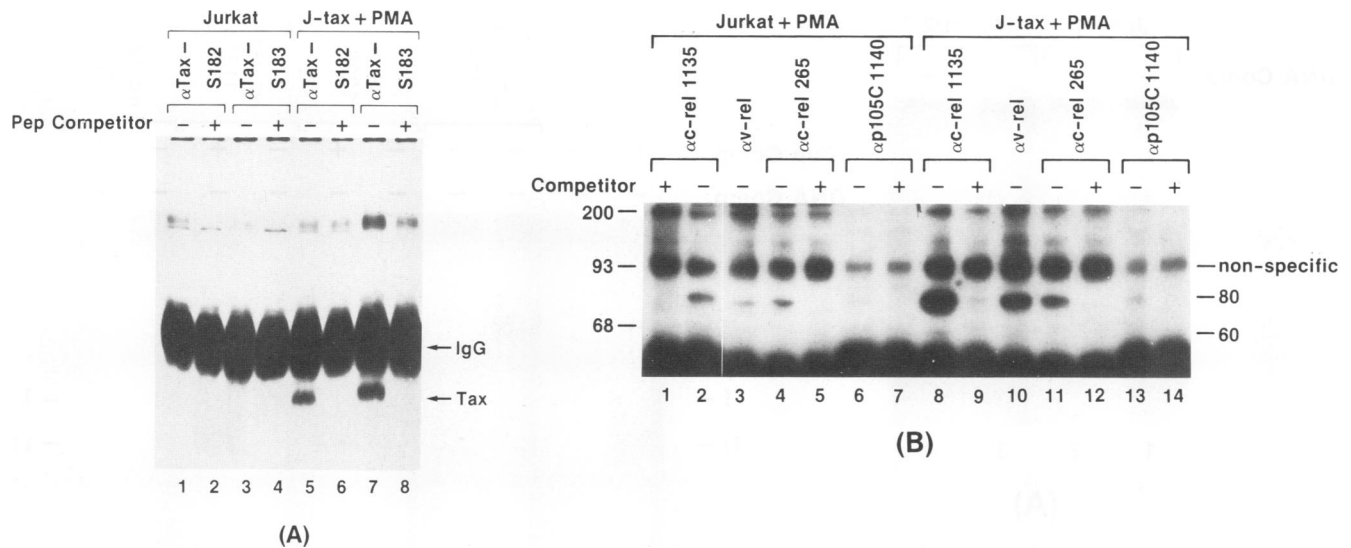 Jurkat J-tax + PMA
αTax – S182 αTax – S183 αTax – S182 αTax – S183
Pep Competitor – + – + – + – +
IgG
Tax
1 2 3 4 5 6 7 8
(A)
Jurkat + PMA J-tax + PMA
αc-rel 1135 αv-rel αc-rel 265 αp105C 1140 αc-rel 1135 αv-rel αc-rel 265 αp105C 1140
Competitor + – – – + – + – + – – + – +
200
93 non-specific
80
68 60
1 2 3 4 5 6 7 8 9 10 11 12 13 14
(B)